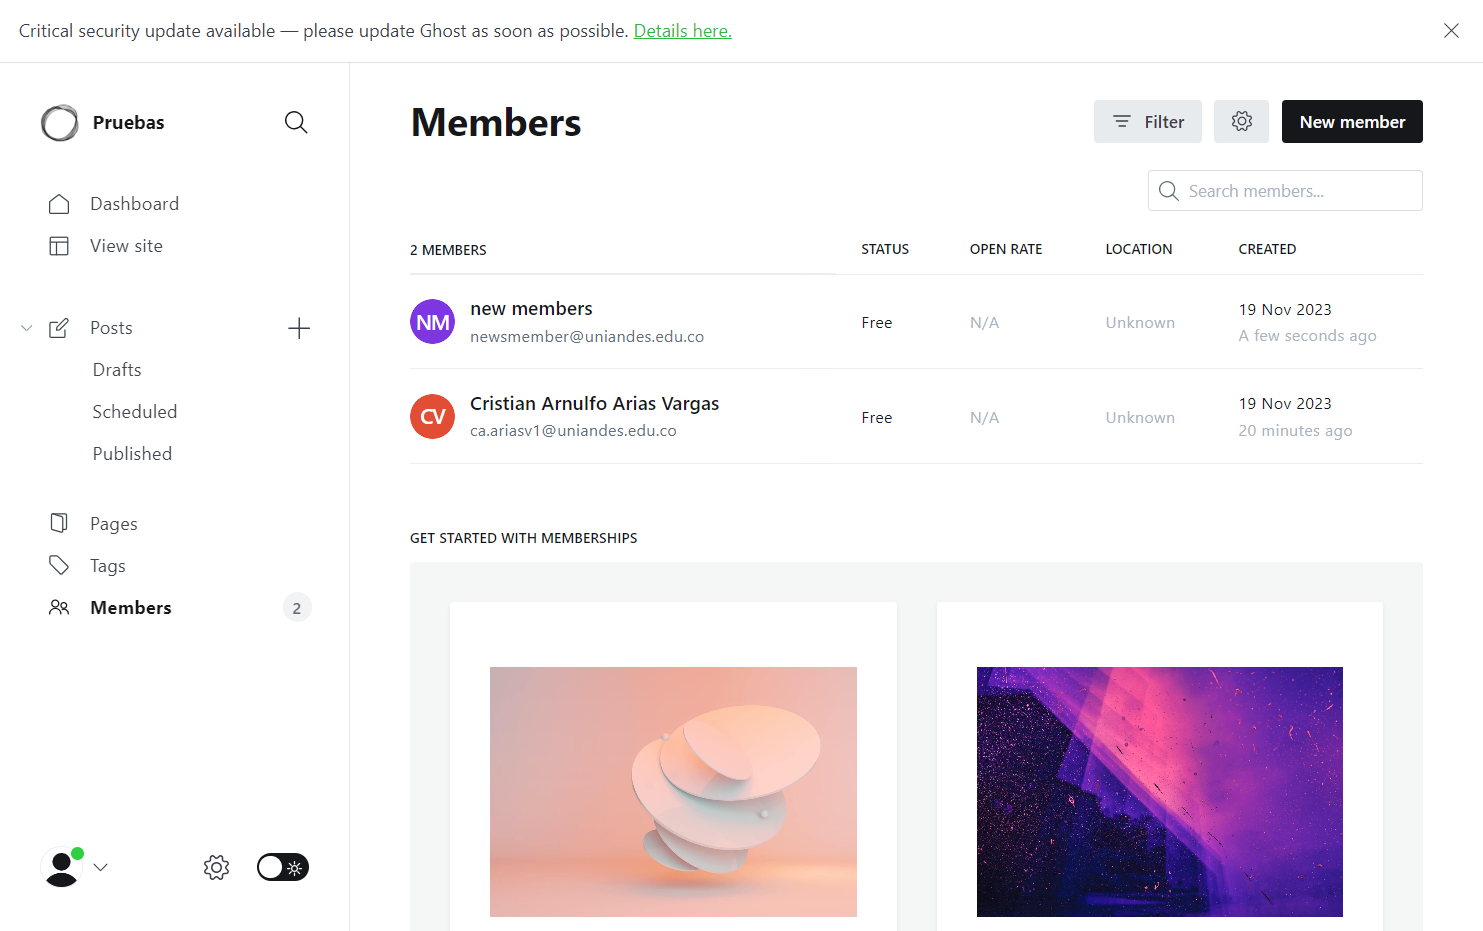 Critical security update available — please update Ghost as soon as possible. Details here.
Pruebas
Dashboard
View site
Posts
Drafts
Scheduled
Published
Pages
Tags
Members
2
Members
Filter
New member
Search members...
2 MEMBERS STATUS OPEN RATE LOCATION CREATED
NM new members Free N/A Unknown 19 Nov 2023
newsmember@uniandes.edu.co A few seconds ago
CV Cristian Arnulfo Arias Vargas Free N/A Unknown 19 Nov 2023
ca.ariasv1@uniandes.edu.co 20 minutes ago
GET STARTED WITH MEMBERSHIPS